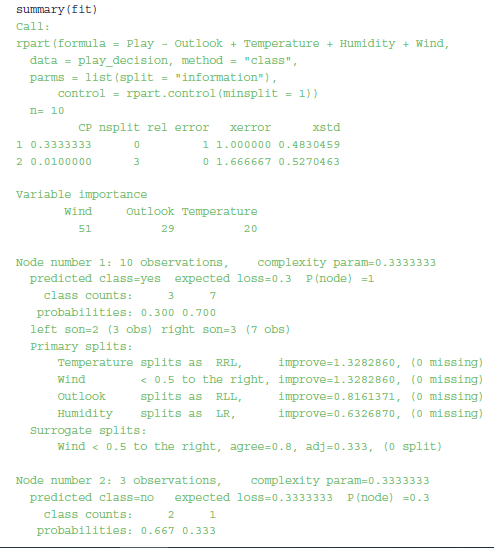 summary(fit)
Call:
rpart(formula = Play ~ Outlook + Temperature + Humidity + Wind,
data = play_decision, method = "class",
parms = list(split = "information"),
control = rpart.control(minsplit = 1))
n= 10
CP nsplit rel error xerror xstd
1 0.3333333 0 1 1.000000 0.4830459
2 0.0100000 3 0 1.666667 0.5270463
Variable importance
Wind Outlook Temperature
51 29 20
Node number 1: 10 observations, complexity param=0.3333333
predicted class=yes expected loss=0.3 P(node) =1
class counts: 3 7
probabilities: 0.300 0.700
left son=2 (3 obs) right son=3 (7 obs)
Primary splits:
Temperature splits as RRL, improve=1.3282860, (0 missing)
Wind < 0.5 to the right, improve=1.3282860, (0 missing)
Outlook splits as RLL, improve=0.8161371, (0 missing)
Humidity splits as LR, improve=0.6326870, (0 missing)
Surrogate splits:
Wind < 0.5 to the right, agree=0.8, adj=0.333, (0 split)
Node number 2: 3 observations, complexity param=0.3333333
predicted class=no expected loss=0.3333333 P(node) =0.3
class counts: 2 1
probabilities: 0.667 0.333